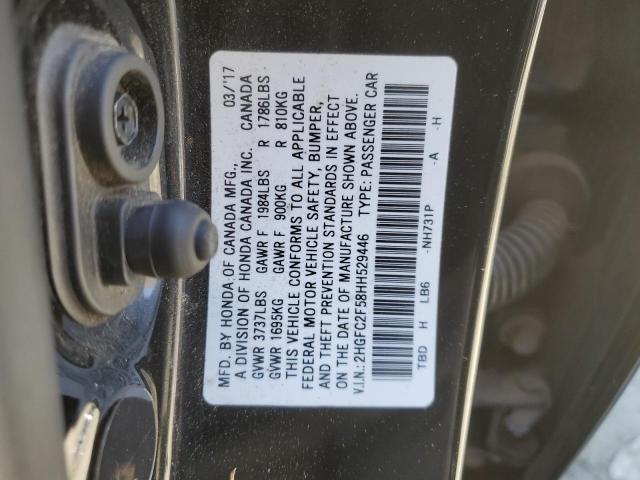 MFD. BY HONDA OF CANADA MFG., 03/'17
A DIVISION OF HONDA CANADA INC. CANADA
GVWR 3737LBS GAWR F 1984LBS R 1786LBS
GVWR 1695KG GAWR F 900KG R 810KG
THIS VEHICLE CONFORMS TO ALL APPLICABLE
FEDERAL MOTOR VEHICLE SAFETY, BUMPER,
AND THEFT PREVENTION STANDARDS IN EFFECT
ON THE DATE OF MANUFACTURE SHOWN ABOVE.
V.I.N.: 2HGFC2F58HH529446 TYPE: PASSENGER CAR
TBD H LB6 -NH731P -A -H